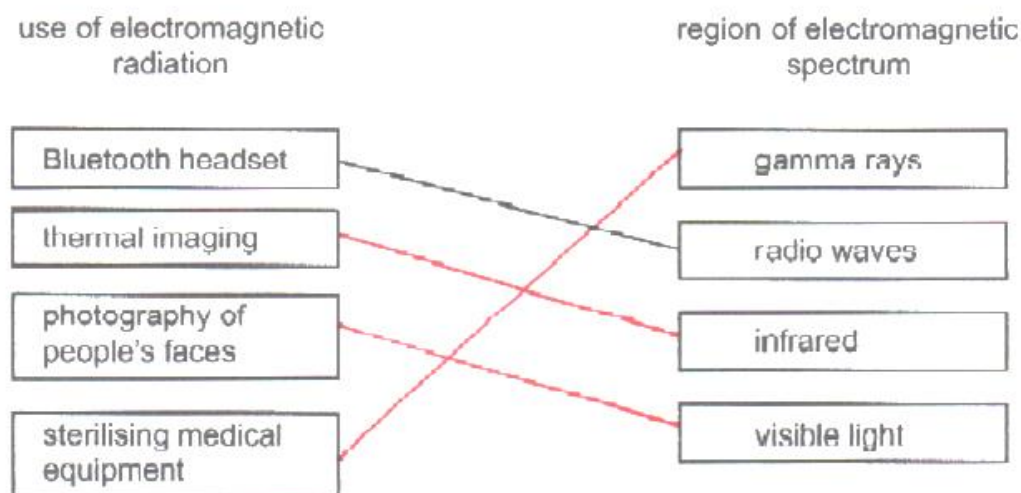 use of electromagnetic
radiation
region of electromagnetic
spectrum
Bluetooth headset
thermal imaging
photography of
people's faces
sterilising medical
equipment
gamma rays
radio waves
infrared
visible light